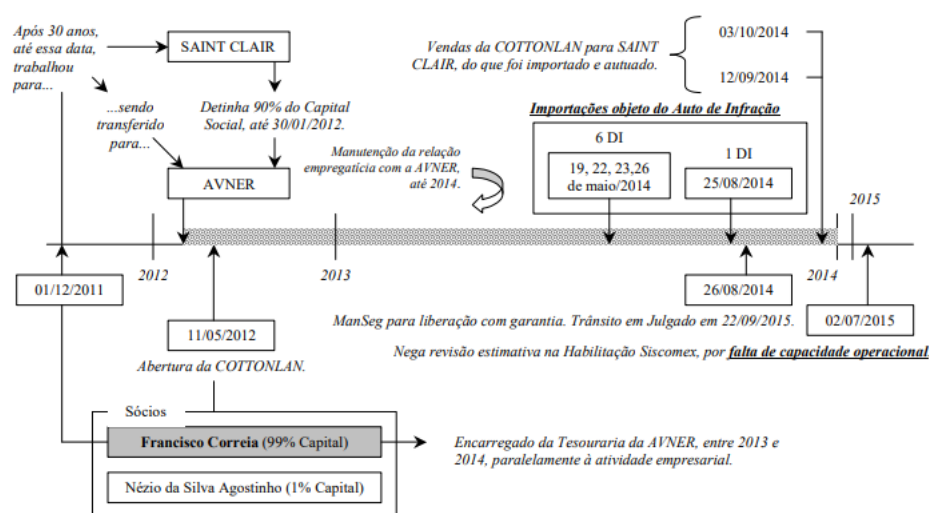 Após 30 anos,
até essa data,
trabalhou
para...
SAINT CLAIR
...sendo
transferido
para...
Detinha 90% do Capital
Social, até 30/01/2012.
AVNER
Manutenção da relação
empregatícia com a AVNER,
até 2014.
Vendas da COTTONLAN para SAINT
CLAIR, do que foi importado e autuado.
03/10/2014
12/09/2014
Importações objeto do Auto de Infração
6 DI
19, 22, 23,26
de maio/2014
1 DI
25/08/2014
2015
2012
2013
2014
01/12/2011
11/05/2012
Abertura da COTTONLAN.
26/08/2014
ManSeg para liberação com garantia. Trânsito em Julgado em 22/09/2015.
02/07/2015
Nega revisão estimativa na Habilitação Siscomex, por falta de capacidade operacional
Sócios
Francisco Correia (99% Capital)
Nézio da Silva Agostinho (1% Capital)
Encarregado da Tesouraria da AVNER, entre 2013 e
2014, paralelamente à atividade empresarial.